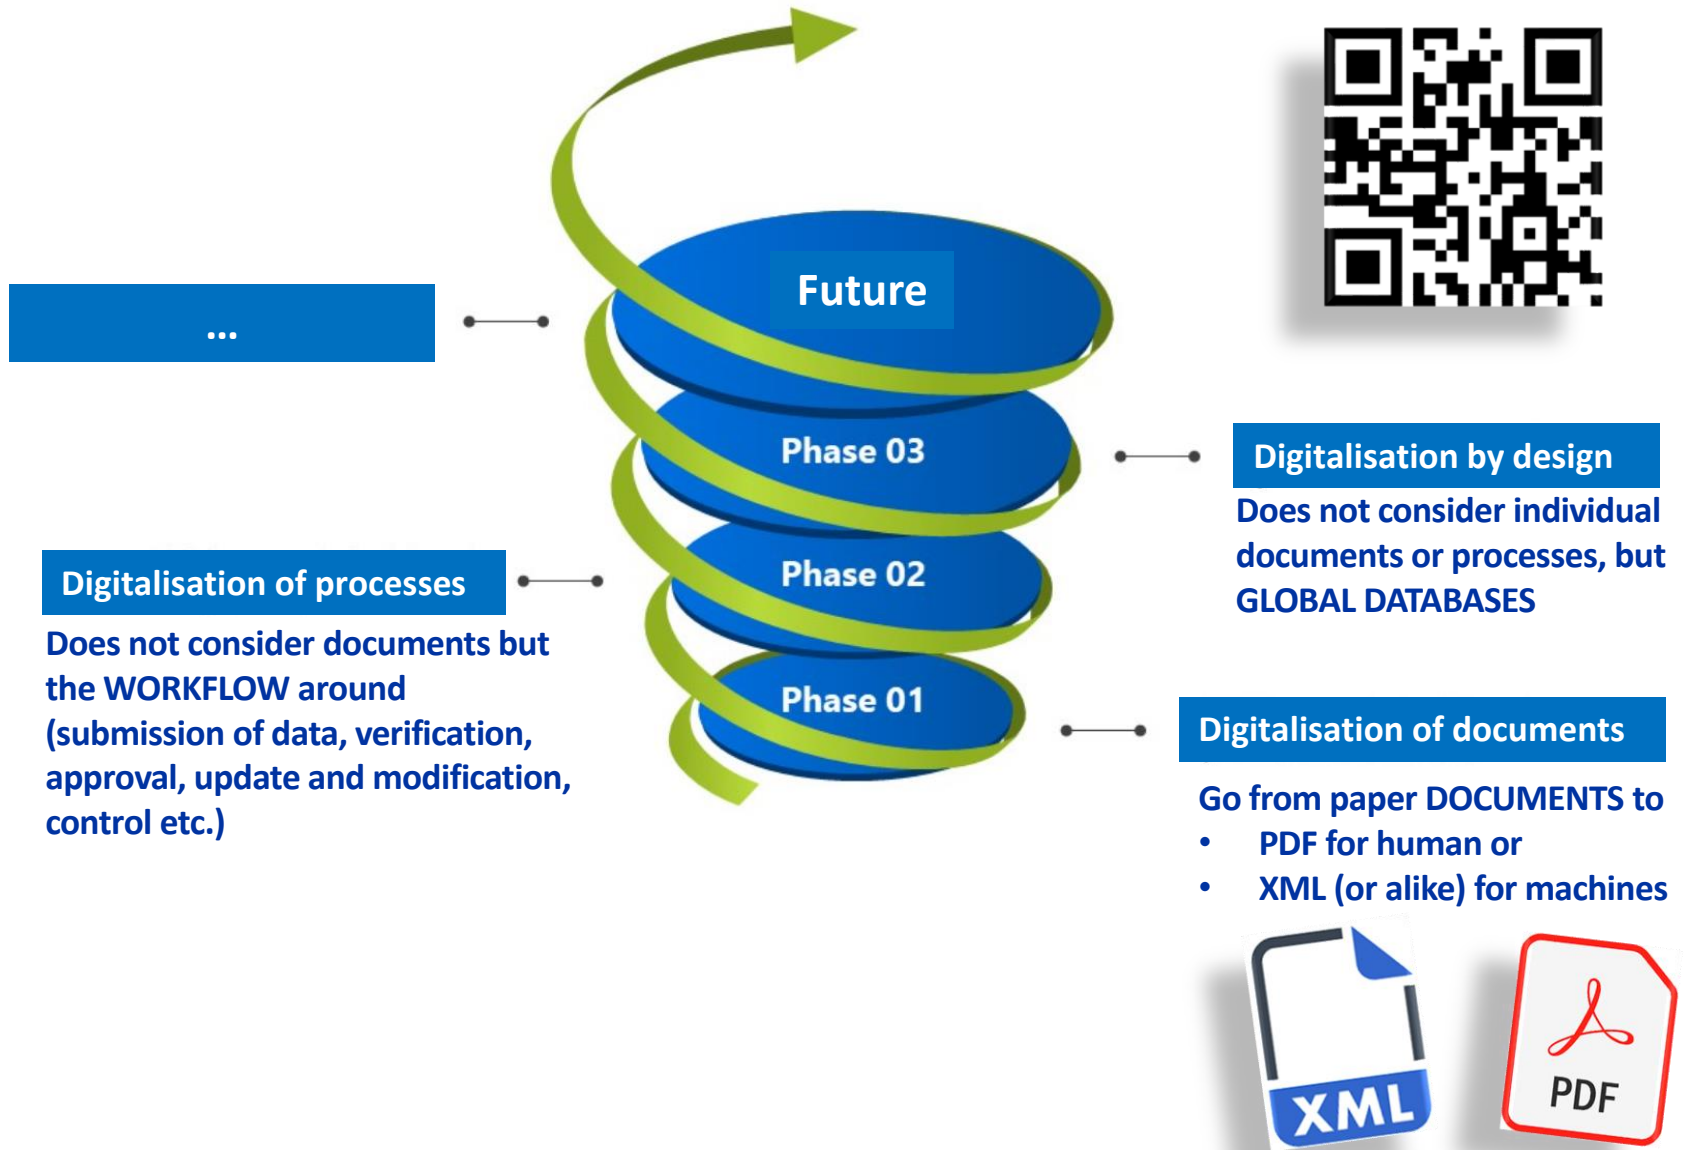 Future
...
Phase 03
Digitalisation by design
Does not consider individual
documents or processes, but
GLOBAL DATABASES
Phase 02
Digitalisation of processes
Does not consider documents but
the WORKFLOW around
(submission of data, verification,
approval, update and modification,
control etc.)
Phase 01
Digitalisation of documents
Go from paper DOCUMENTS to
• PDF for human or
• XML (or alike) for machines
XML
PDF